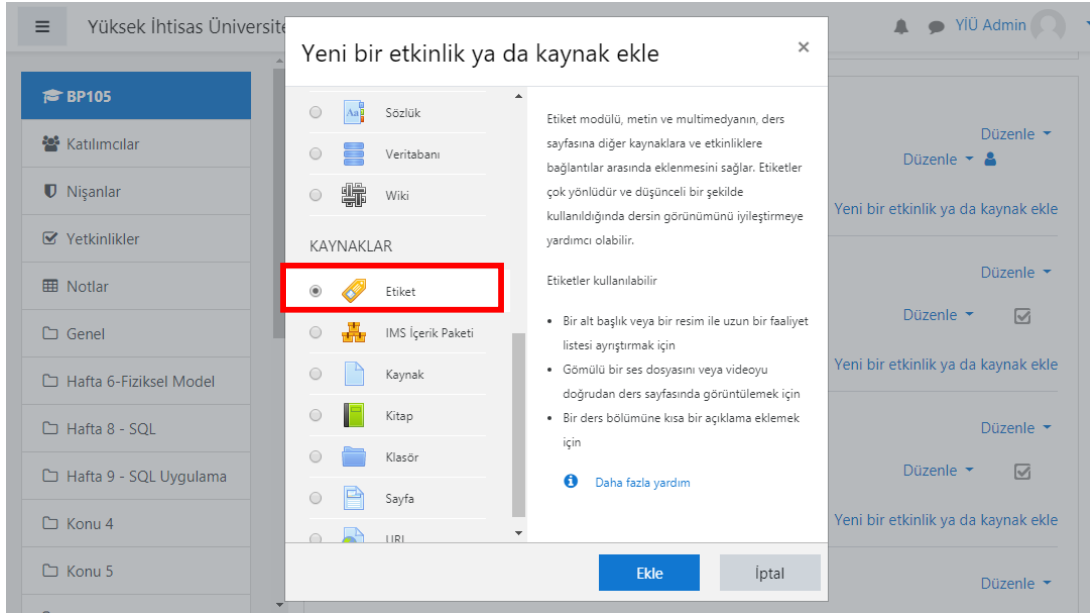 Yüksek İhtisas Üniversite
YİÜ Admin
BP105
Katılımcılar
Nişanlar
Yetkinlikler
Notlar
Genel
Hafta 6-Fiziksel Model
Hafta 8 - SQL
Hafta 9 - SQL Uygulama
Konu 4
Konu 5
Yeni bir etkinlik ya da kaynak ekle
×
Sözlük
Veritabanı
Wiki
KAYNAKLAR
Etiket
IMS İçerik Paketi
Kaynak
Kitap
Klasör
Sayfa
URL
Etiket modülü, metin ve multimedyanın, ders
sayfasına diğer kaynaklara ve etkinliklere
bağlantılar arasında eklenmesini sağlar. Etiketler
çok yönlüdür ve düşünceli bir şekilde
kullanıldığında dersin görünümünü iyileştirmeye
yardımcı olabilir.
Etiketler kullanılabilir
• Bir alt başlık veya bir resim ile uzun bir faaliyet
listesi ayrıştırmak için
• Gömülü bir ses dosyasını veya videoyu
doğrudan ders sayfasında görüntülemek için
• Bir ders bölümüne kısa bir açıklama eklemek
için
Daha fazla yardım
Ekle
İptal
Düzenle
Düzenle
Yeni bir etkinlik ya da kaynak ekle
Düzenle
Düzenle
Yeni bir etkinlik ya da kaynak ekle
Düzenle
Düzenle
Yeni bir etkinlik ya da kaynak ekle
Düzenle